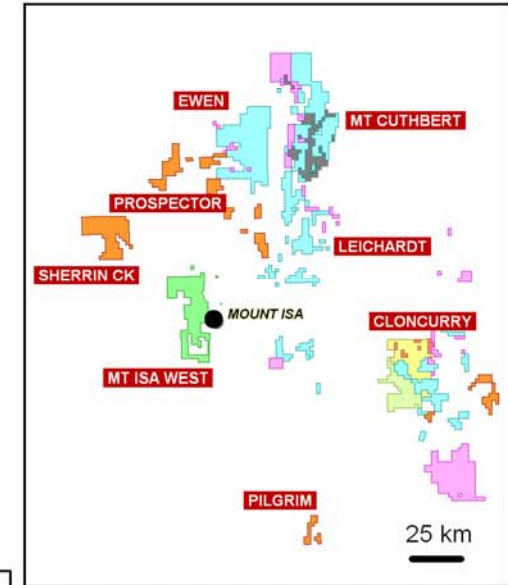 EWEN
MT CUTHBERT
PROSPECTOR
LEICHARDT
SHERRIN CK
MOUNT ISA
CLONCURRY
MT ISA WEST
PILGRIM
25 km